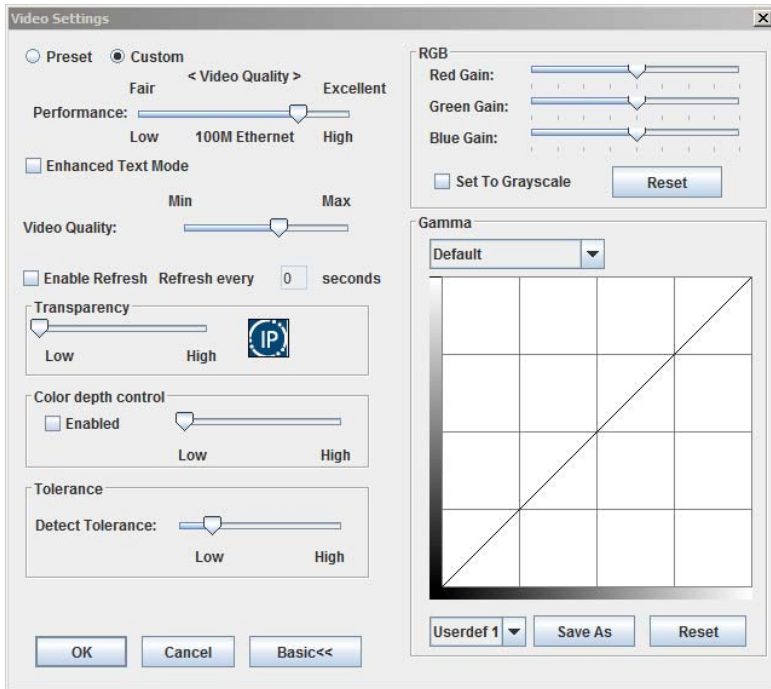 Video Settings
Preset Custom
< Video Quality >
Fair Excellent
Performance:
Low 100M Ethernet High
Enhanced Text Mode
Min Max
Video Quality:
Enable Refresh Refresh every 0 seconds
Transparency
Low High
IP
Color depth control
Enabled
Low High
Tolerance
Detect Tolerance:
Low High
OK Cancel Basic<<
RGB
Red Gain:
Green Gain:
Blue Gain:
Set To Grayscale Reset
Gamma
Default
Userdef 1 Save As Reset